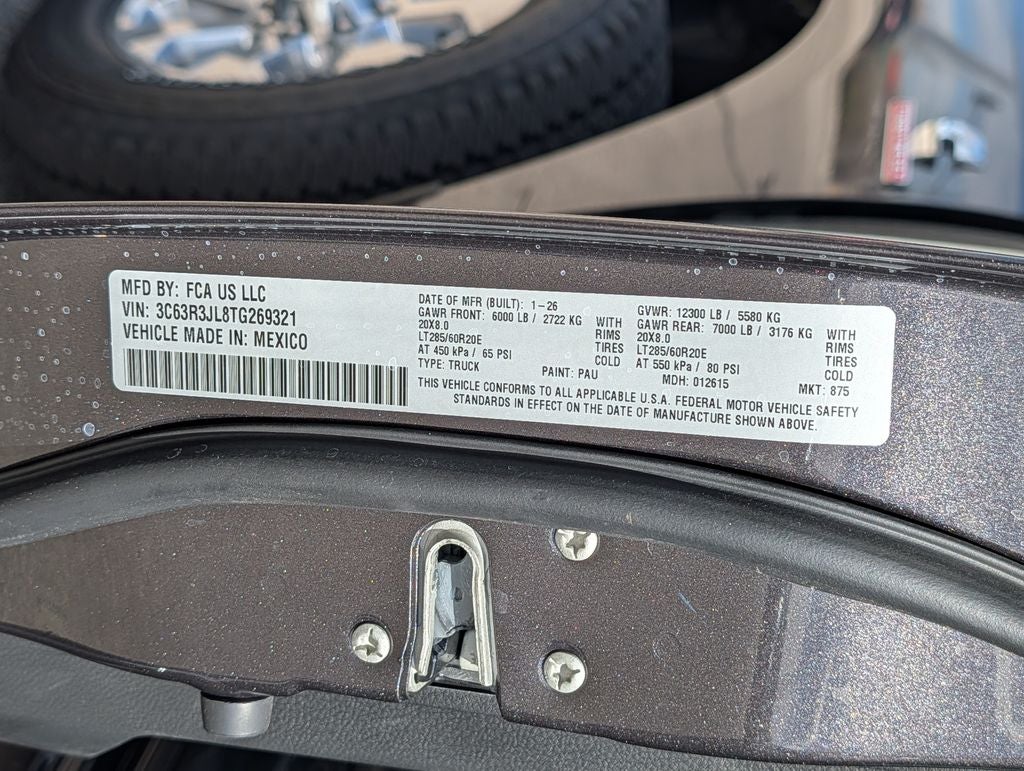 MFD BY: FCA US LLC
VIN: 3C63R3JL8TG269321
VEHICLE MADE IN: MEXICO
DATE OF MFR (BUILT): 1-26
GAWR FRONT: 6000 LB / 2722 KG
20X8.0
LT285/60R20E
AT 450 kPa / 65 PSI
WITH
RIMS
TIRES
COLD
TYPE: TRUCK
PAINT: PAU
GVWR: 12300 LB / 5580 KG
GAWR REAR: 7000 LB / 3176 KG
20X8.0
LT285/60R20E
AT 550 kPa / 80 PSI
WITH
RIMS
TIRES
COLD
MDH: 012615
MKT: 875
THIS VEHICLE CONFORMS TO ALL APPLICABLE U.S.A. FEDERAL MOTOR VEHICLE SAFETY
STANDARDS IN EFFECT ON THE DATE OF MANUFACTURE SHOWN ABOVE.